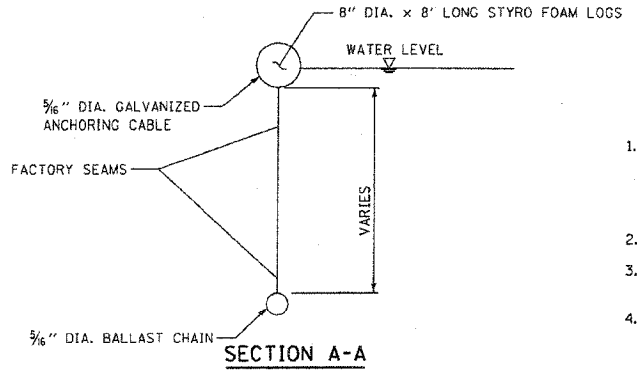 8" DIA. x 8' LONG STYRO FOAM LOGS
WATER LEVEL
5/16" DIA. GALVANIZED
ANCHORING CABLE
FACTORY SEAMS
VARIES
5/16" DIA. BALLAST CHAIN
SECTION A-A
1.
2.
3.
4.